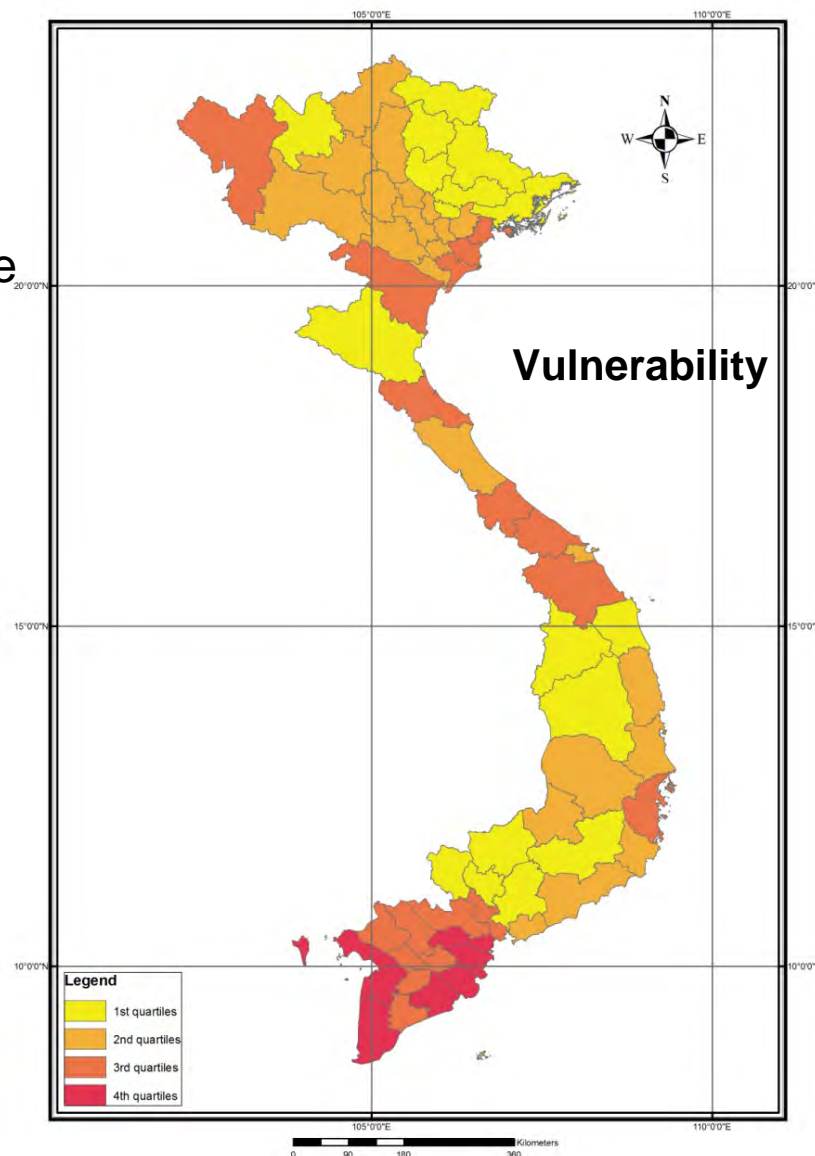 105°0'0"E 110°0'0"E
N
W E
S
e
20°0'0"N 20°0'0"N
Vulnerability
15°0'0"N 15°0'0"N
10°0'0"N 10°0'0"N
Legend
1st quartiles
2nd quartiles
3rd quartiles
4th quartiles
105°0'0"E 110°0'0"E
Kilometers
0 90 180 360